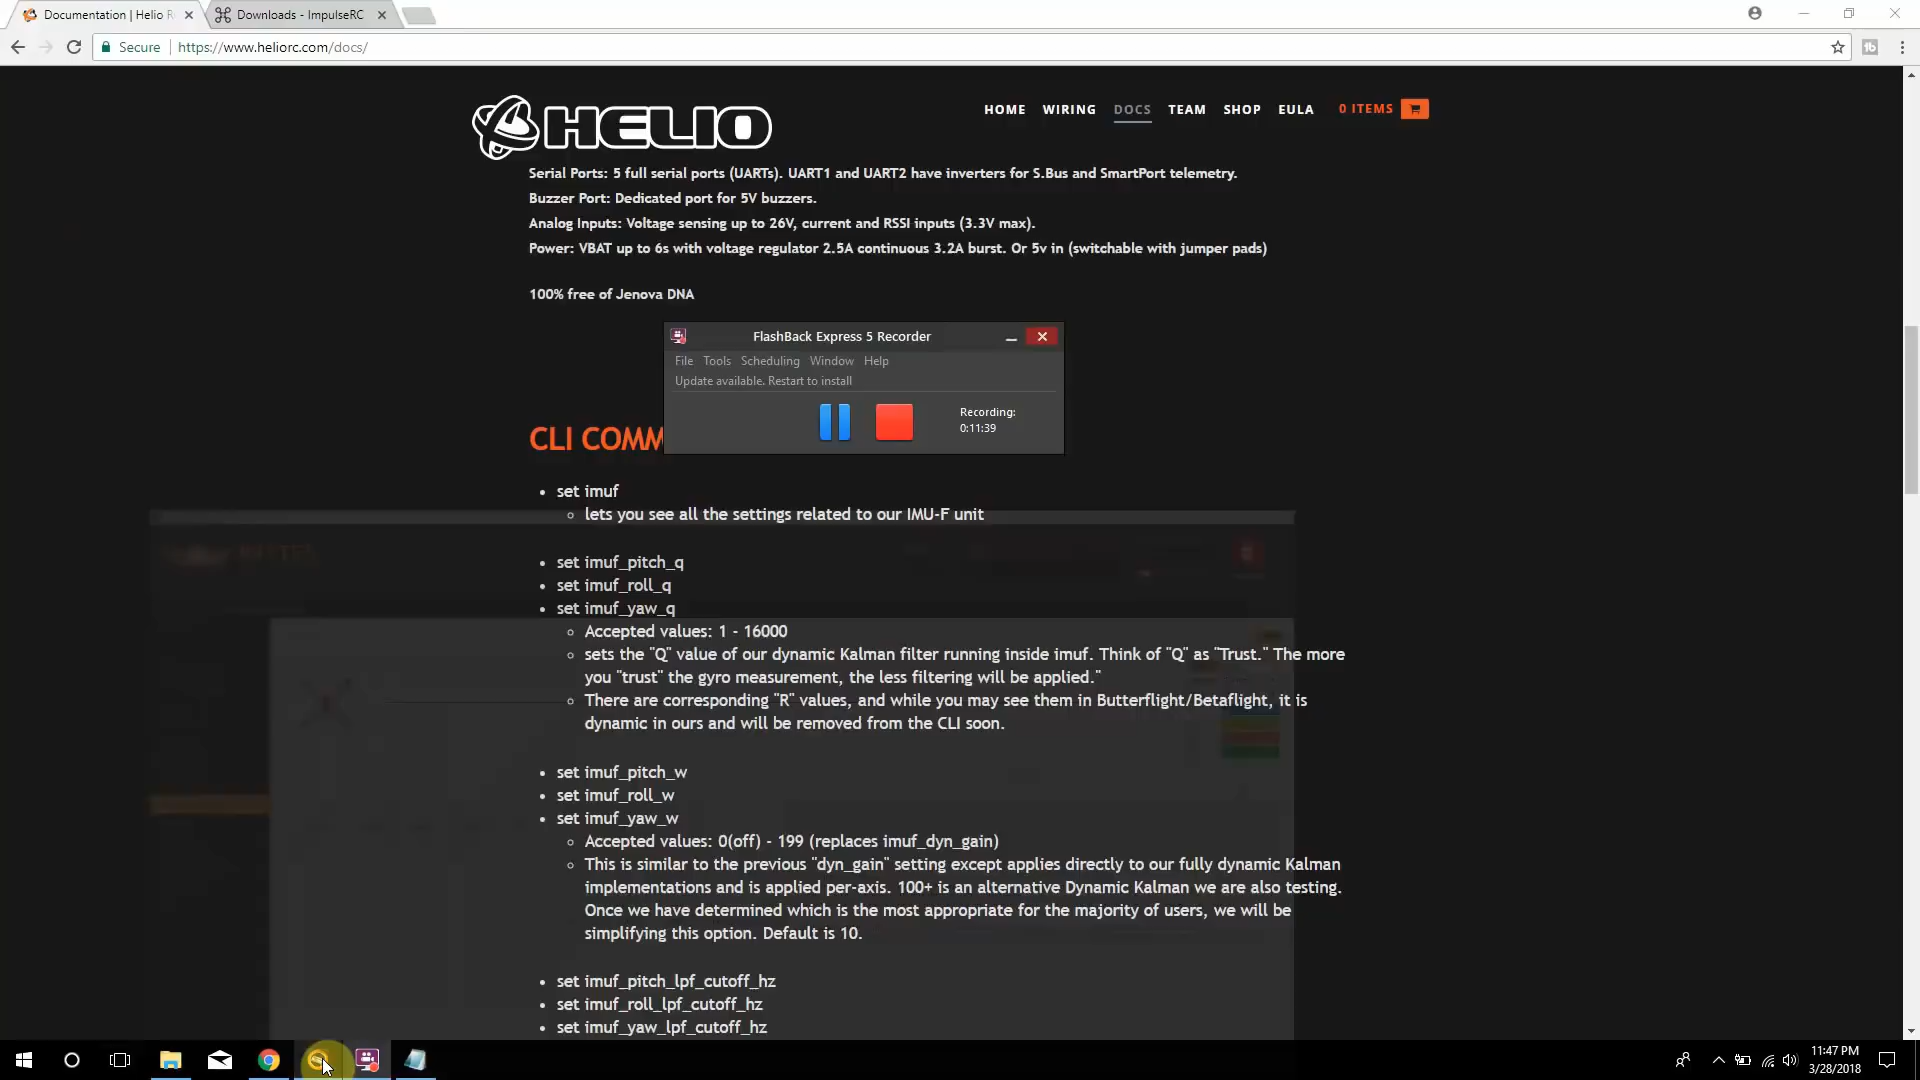 Documentation | Helio R
Downloads - ImpulseRC
Secure
https://www.heliorc.com/docs/
HELIO
HOME WIRING DOCS TEAM SHOP EULA 0 ITEMS
Serial Ports: 5 full serial ports (UARTs). UART1 and UART2 have inverters for S.Bus and SmartPort telemetry.
Buzzer Port: Dedicated port for 5V buzzers.
Analog Inputs: Voltage sensing up to 26V, current and RSSI inputs (3.3V max).
Power: VBAT up to 6s with voltage regulator 2.5A continuous 3.2A burst. Or 5v in (switchable with jumper pads)
100% free of Jenova DNA
FlashBack Express 5 Recorder
File Tools Scheduling Window Help
Update available. Restart to install
Recording:
0:11:39
CLI COMM
• set imuf
lets you see all the settings related to our IMU-F unit
• set imuf_pitch_q
• set imuf_roll_q
• set imuf_yaw_q
Accepted values: 1 - 16000
sets the "Q" value of our dynamic Kalman filter running inside imuf. Think of "Q" as "Trust." The more
you "trust" the gyro measurement, the less filtering will be applied."
There are corresponding "R" values, and while you may see them in Butterflight/Betaflight, it is
dynamic in ours and will be removed from the CLI soon.
• set imuf_pitch_w
• set imuf_roll_w
• set imuf_yaw_w
Accepted values: 0(off) - 199 (replaces imuf_dyn_gain)
This is similar to the previous "dyn_gain" setting except applies directly to our fully dynamic Kalman
implementations and is applied per-axis. 100+ is an alternative Dynamic Kalman we are also testing.
Once we have determined which is the most appropriate for the majority of users, we will be
simplifying this option. Default is 10.
• set imuf_pitch_lpf_cutoff_hz
• set imuf_roll_lpf_cutoff_hz
• set imuf_yaw_lpf_cutoff_hz
11:47 PM
3/28/2018